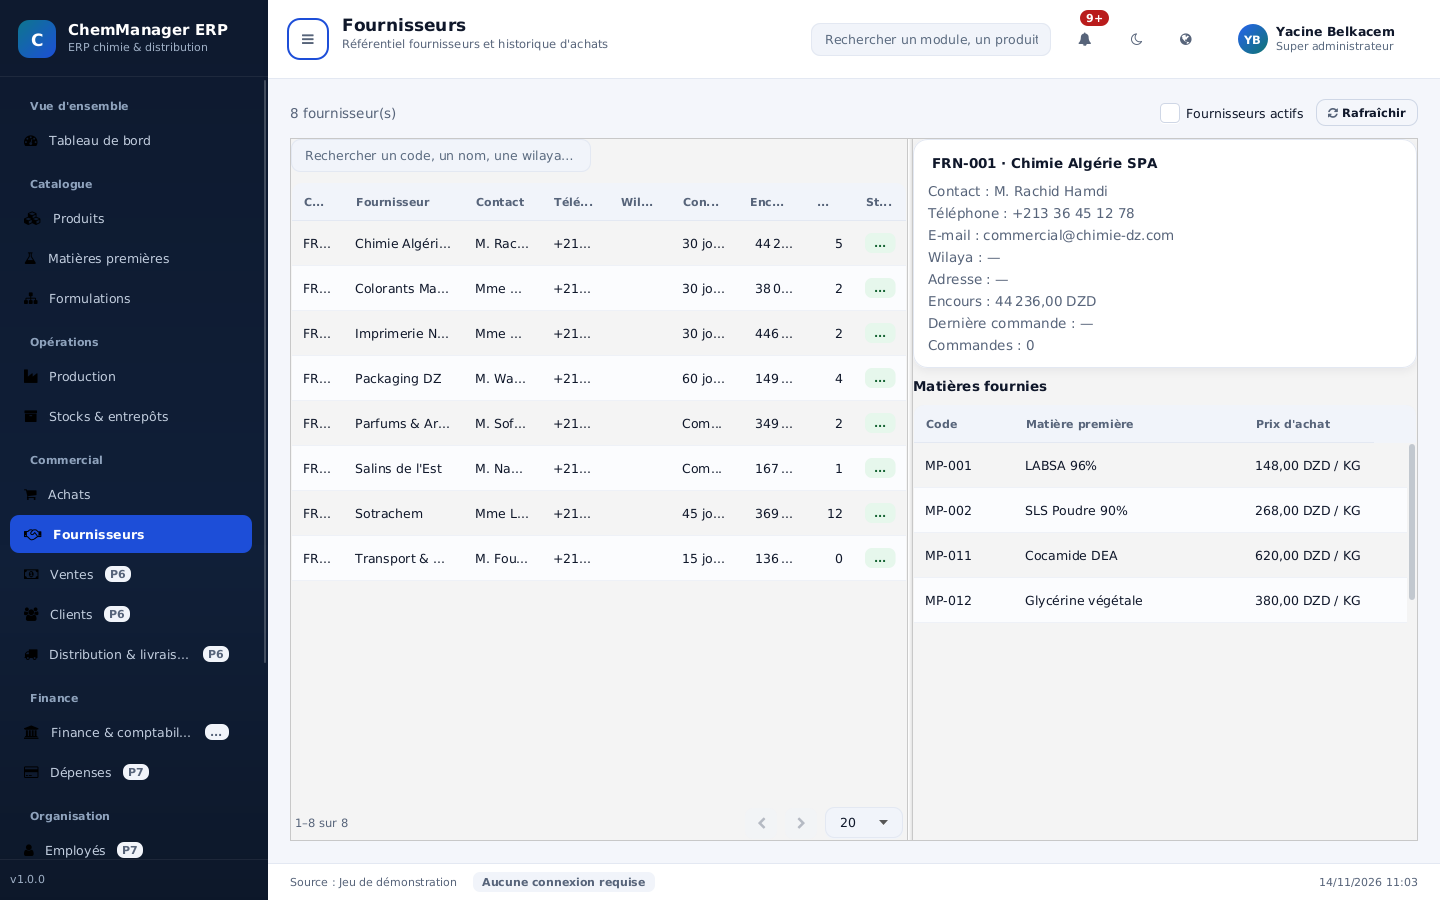 C
ChemManager ERP
ERP chimie & distribution
Vue d'ensemble
Tableau de bord
Catalogue
Produits
Matières premières
Formulations
Opérations
Production
Stocks & entrepôts
Commercial
Achats
Fournisseurs
Ventes P6
Clients P6
Distribution & livrais... P6
Finance
Finance & comptabil... ...
Dépenses P7
Organisation
Employés P7
v1.0.0
Fournisseurs
Référentiel fournisseurs et historique d'achats
Rechercher un module, un produit
9+
YB
Yacine Belkacem
Super administrateur
8 fournisseur(s)
Fournisseurs actifs
Rafraîchir
Rechercher un code, un nom, une wilaya...
C... Fournisseur Contact Télé... Wil... Con... Enc... ... St...
FR... Chimie Algéri... M. Rac... +21... 30 jo... 44 2... 5 ...
FR... Colorants Ma... Mme ... +21... 30 jo... 38 0... 2 ...
FR... Imprimerie N... Mme ... +21... 30 jo... 446 ... 2 ...
FR... Packaging DZ M. Wa... +21... 60 jo... 149 ... 4 ...
FR... Parfums & Ar... M. Sof... +21... Com... 349 ... 2 ...
FR... Salins de l'Est M. Na... +21... Com... 167 ... 1 ...
FR... Sotrachem Mme L... +21... 45 jo... 369 ... 12 ...
FR... Transport & ... M. Fou... +21... 15 jo... 136 ... 0 ...
1–8 sur 8
20
FRN-001 · Chimie Algérie SPA
Contact : M. Rachid Hamdi
Téléphone : +213 36 45 12 78
E-mail : commercial@chimie-dz.com
Wilaya : —
Adresse : —
Encours : 44 236,00 DZD
Dernière commande : —
Commandes : 0
Matières fournies
Code Matière première Prix d'achat
MP-001 LABSA 96% 148,00 DZD / KG
MP-002 SLS Poudre 90% 268,00 DZD / KG
MP-011 Cocamide DEA 620,00 DZD / KG
MP-012 Glycérine végétale 380,00 DZD / KG
Source : Jeu de démonstration
Aucune connexion requise
14/11/2026 11:03